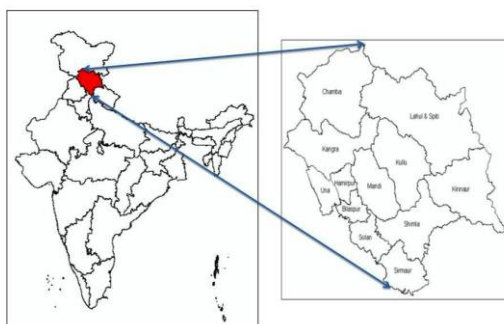 Chamba
Lahul & Spiti
Kangra
Kullu
Una
Hamirpur
Mandi
Kinnaur
Bilaspur
Shimla
Solan
Sirmaur